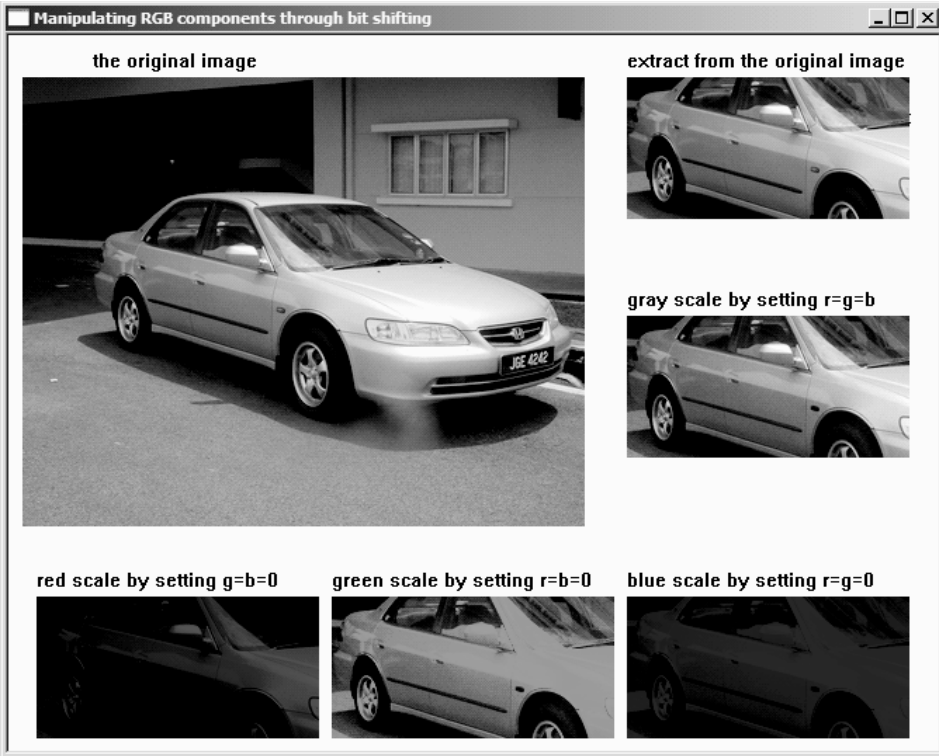 Manipulating RGB components through bit shifting
the original image
extract from the original image
JGE 4242
gray scale by setting r=g=b
red scale by setting g=b=0
green scale by setting r=b=0
blue scale by setting r=g=0